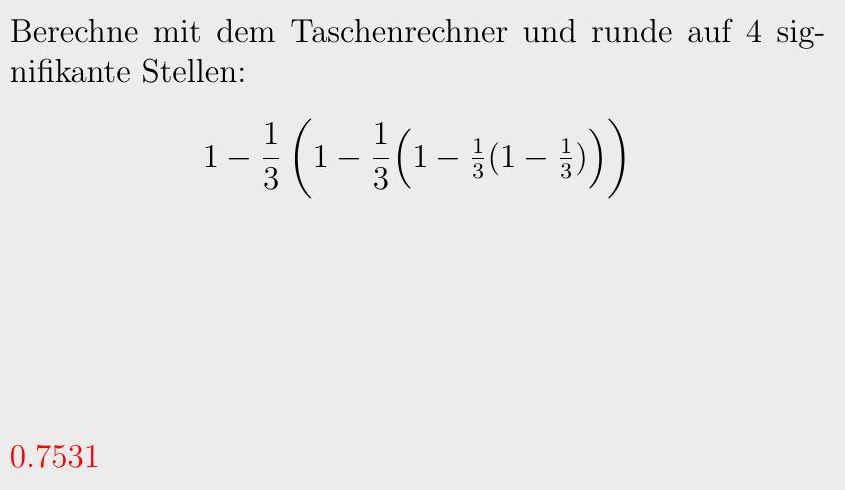 Berechne mit dem Taschenrechner und runde auf 4 sig-
nifikante Stellen:
1 − 1/3 (1 − 1/3 (1 − 1/3 (1 − 1/3)))
0.7531